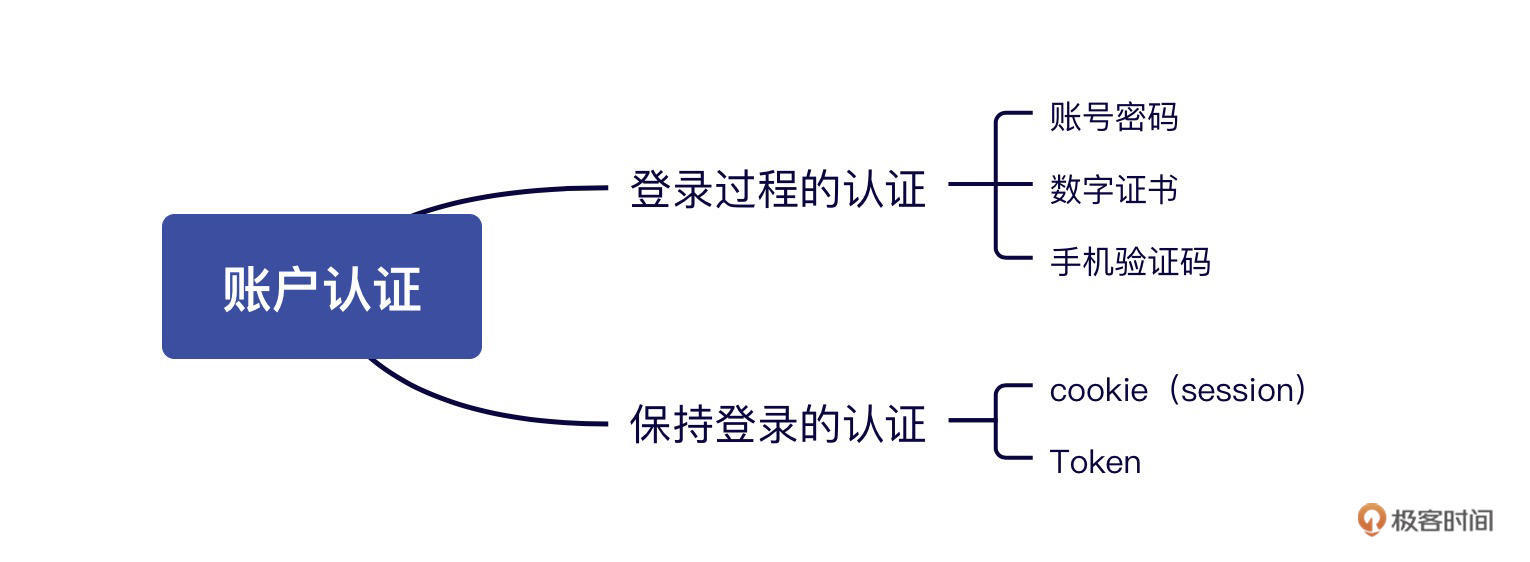 账户认证
登录过程的认证
账号密码
数字证书
手机验证码
保持登录的认证
cookie（session）
Token
极客时间